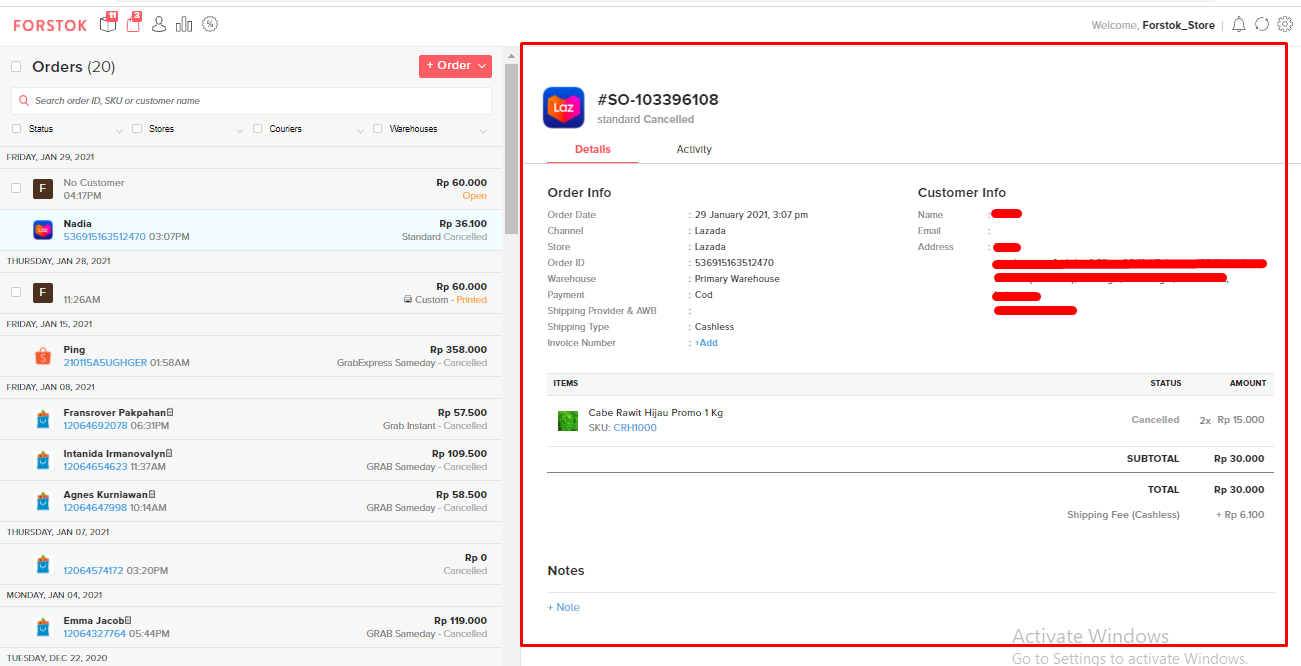 FORSTOK 11 3 % Welcome, Forstok_Store
Orders (20) + Order
Search order ID, SKU or customer name
Status Stores Couriers Warehouses
FRIDAY, JAN 29, 2021
F No Customer Rp 60.000
04:17PM Open
Laz Nadia Rp 36.100
536915163512470 03:07PM Standard Cancelled
THURSDAY, JAN 28, 2021
F Rp 60.000
11:26AM Custom - Printed
FRIDAY, JAN 15, 2021
Ping Rp 358.000
210115A5UGHGER 01:58AM GrabExpress Sameday - Cancelled
FRIDAY, JAN 08, 2021
Fransrover Pakpahan Rp 57.500
12064692078 06:31PM Grab Instant - Cancelled
Intanida Irmanovalyn Rp 109.500
12064654623 11:37AM GRAB Sameday - Cancelled
Agnes Kurniawan Rp 58.500
12064647998 10:14AM GRAB Sameday - Cancelled
THURSDAY, JAN 07, 2021
Rp 0
12064574172 03:20PM Cancelled
MONDAY, JAN 04, 2021
Emma Jacob Rp 119.000
12064327764 05:44PM GRAB Sameday - Cancelled
TUESDAY, DEC 22, 2020
Laz #SO-103396108
standard Cancelled
Details Activity
Order Info
Order Date : 29 January 2021, 3:07 pm
Channel : Lazada
Store : Lazada
Order ID : 536915163512470
Warehouse : Primary Warehouse
Payment : Cod
Shipping Provider & AWB :
Shipping Type : Cashless
Invoice Number : +Add
Customer Info
Name :
Email :
Address :
ITEMS STATUS AMOUNT
Cabe Rawit Hijau Promo 1 Kg Cancelled 2x Rp 15.000
SKU: CRH1000
SUBTOTAL Rp 30.000
TOTAL Rp 30.000
Shipping Fee (Cashless) + Rp 6.100
Notes
+ Note
Activate Windows
Go to Settings to activate Windows.